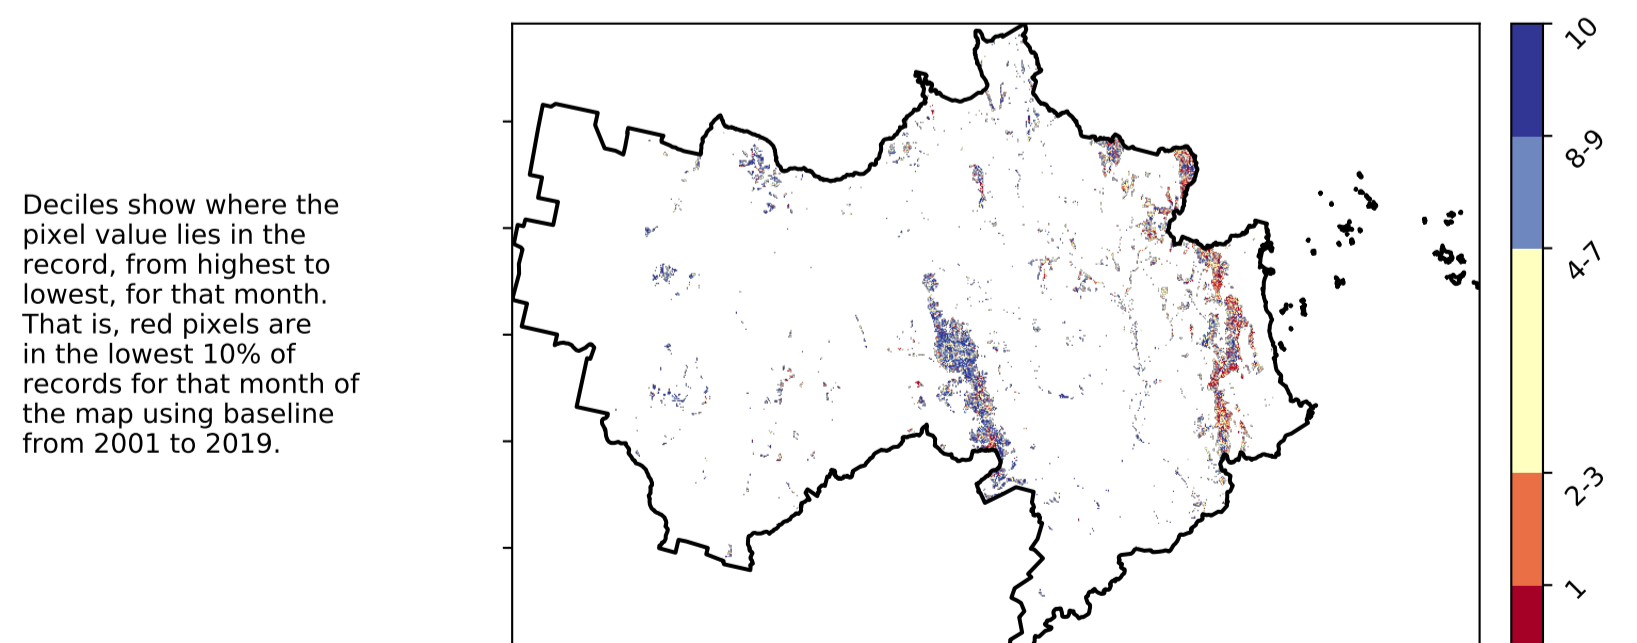 Deciles show where the
pixel value lies in the
record, from highest to
lowest, for that month.
That is, red pixels are
in the lowest 10% of
records for that month of
the map using baseline
from 2001 to 2019.
10
8-9
4-7
2-3
1